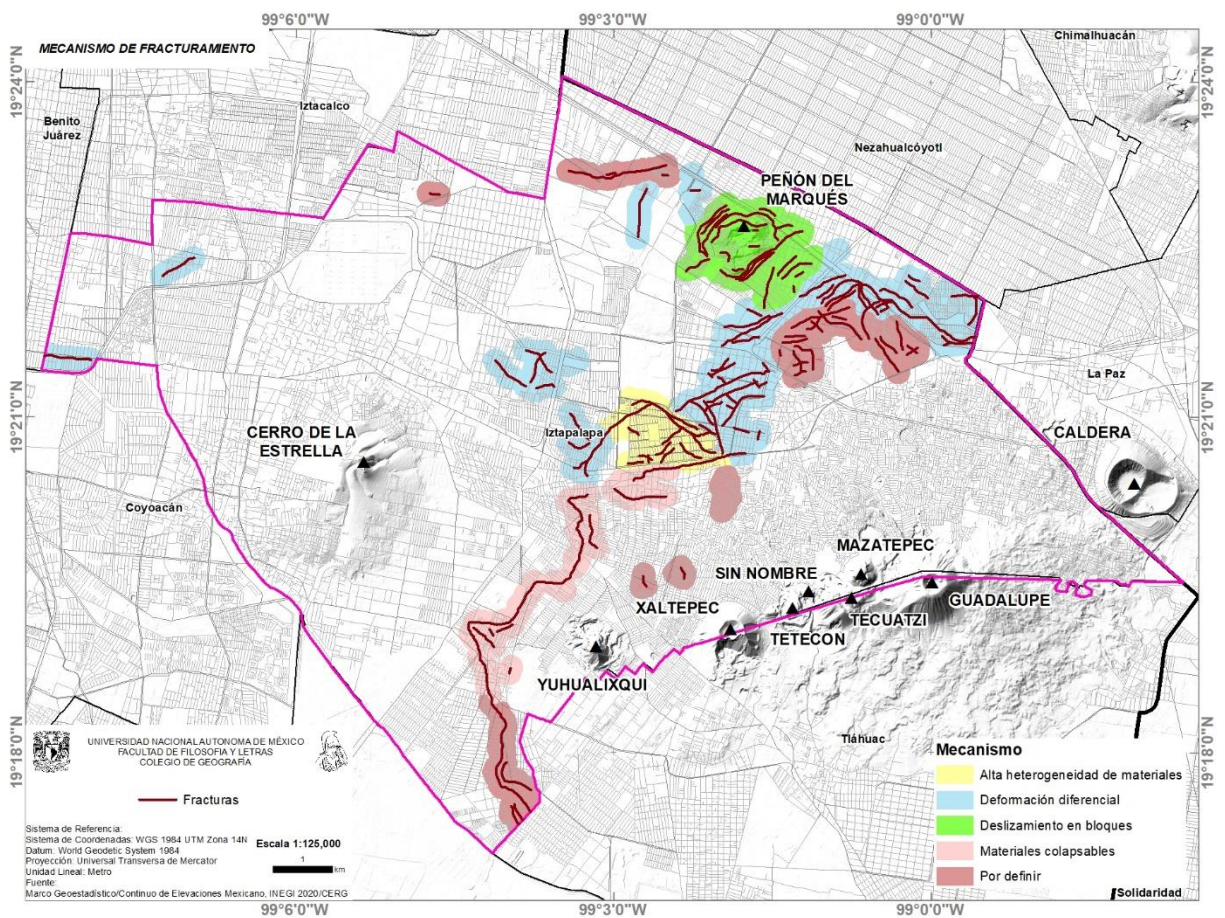 99°6'0"W
99°3'0"W
99°0'0"W
MECANISMO DE FRACTURAMIENTO
Chimalhuacán
19°24'0"N
19°24'0"N
Iztacalco
Benito
Juárez
Nezahualcóyotl
PEÑÓN DEL
MARQUÉS
La Paz
19°21'0"N
19°21'0"N
Iztapalapa
CERRO DE LA
ESTRELLA
CALDERA
Coyoacán
MAZATEPEC
SIN NOMBRE
XALTEPEC
GUADALUPE
TECUATZI
TETECON
YUHUALIXQUI
19°18'0"N
19°18'0"N
Tláhuac
UNIVERSIDAD NACIONAL AUTONOMA DE MÉXICO
FACULTAD DE FILOSOFIA Y LETRAS
COLEGIO DE GEOGRAFÍA
Fracturas
Sistema de Referencia:
Sistema de Coordenadas: WGS 1984 UTM Zona 14N
Datum: World Geodetic System 1984
Proyección: Universal Transversa de Mercator
Unidad Lineal: Metro
Fuente:
Marco Geoestadístico/Continuo de Elevaciones Mexicano, INEGI 2020/CERG
Escala 1:125,000
1
km
Mecanismo
Alta heterogeneidad de materiales
Deformación diferencial
Deslizamiento en bloques
Materiales colapsables
Por definir
Solidaridad
99°6'0"W
99°3'0"W
99°0'0"W